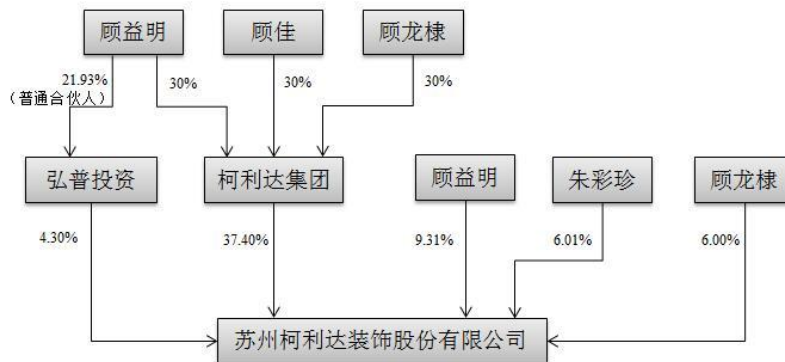 顾益明
顾佳
顾龙棣
21.93%
（普通合伙人）
30%
30%
30%
弘普投资
柯利达集团
顾益明
朱彩珍
顾龙棣
4.30%
37.40%
9.31%
6.01%
6.00%
苏州柯利达装饰股份有限公司